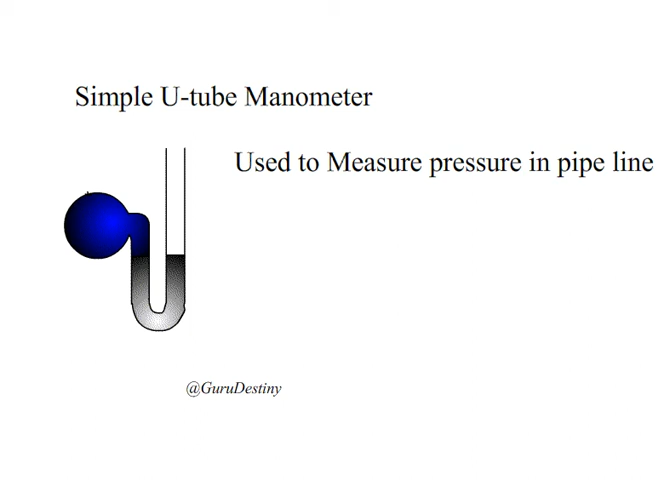 Simple U-tube Manometer
Used to Measure pressure in pipe line
@GuruDestiny